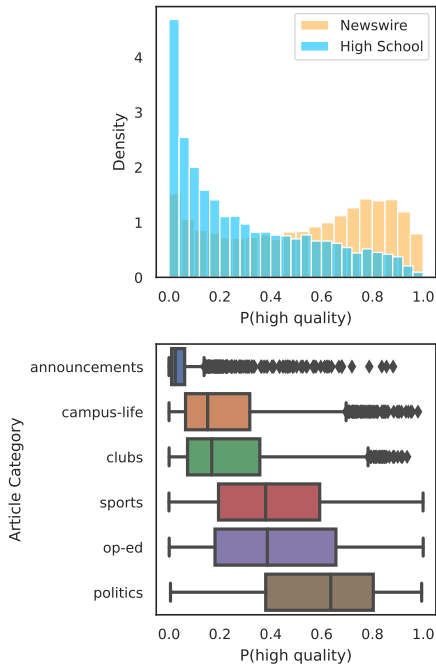 Newswire
High School
Density
4
3
2
1
0
0.0 0.2 0.4 0.6 0.8 1.0
P(high quality)
Article Category
announcements
campus-life
clubs
sports
op-ed
politics
0.0 0.2 0.4 0.6 0.8 1.0
P(high quality)